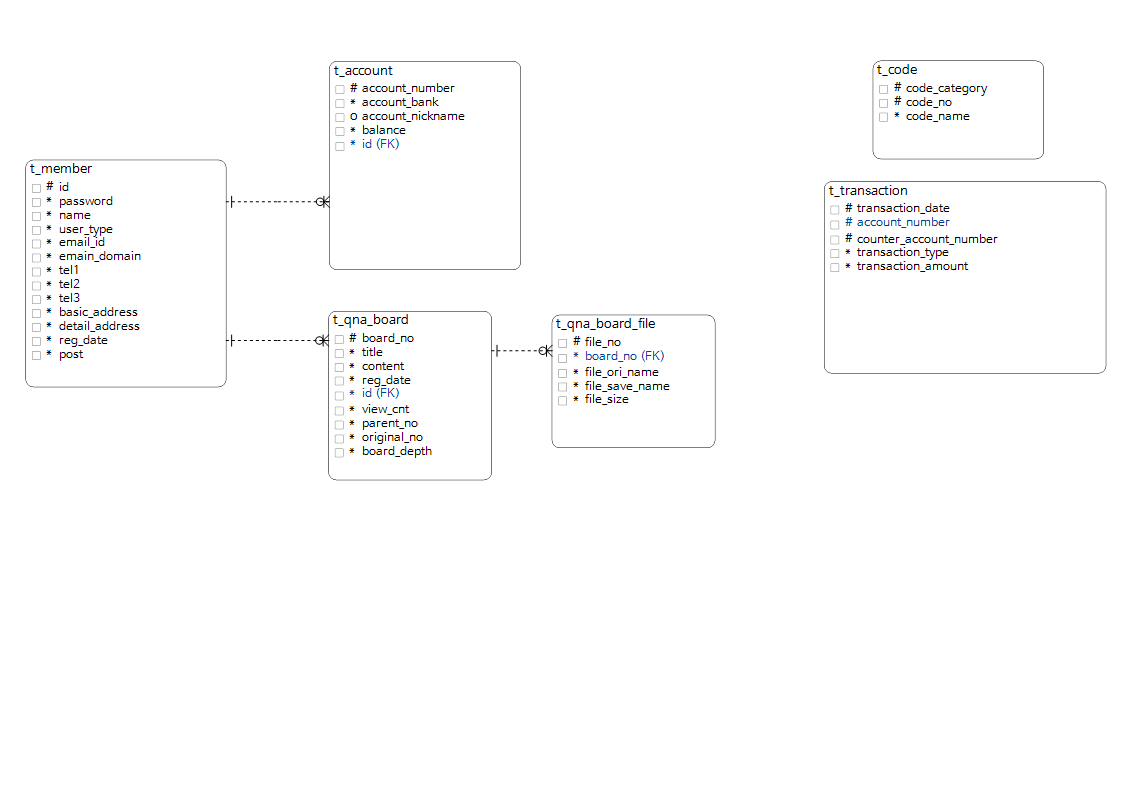 t_account
# account_number
* account_bank
o account_nickname
* balance
* id (FK)
t_code
# code_category
# code_no
* code_name
t_member
# id
* password
* name
* user_type
* email_id
* emain_domain
* tel1
* tel2
* tel3
* basic_address
* detail_address
* reg_date
* post
t_transaction
# transaction_date
# account_number
# counter_account_number
* transaction_type
* transaction_amount
t_qna_board
# board_no
* title
* content
* reg_date
* id (FK)
* view_cnt
* parent_no
* original_no
* board_depth
t_qna_board_file
# file_no
* board_no (FK)
* file_ori_name
* file_save_name
* file_size